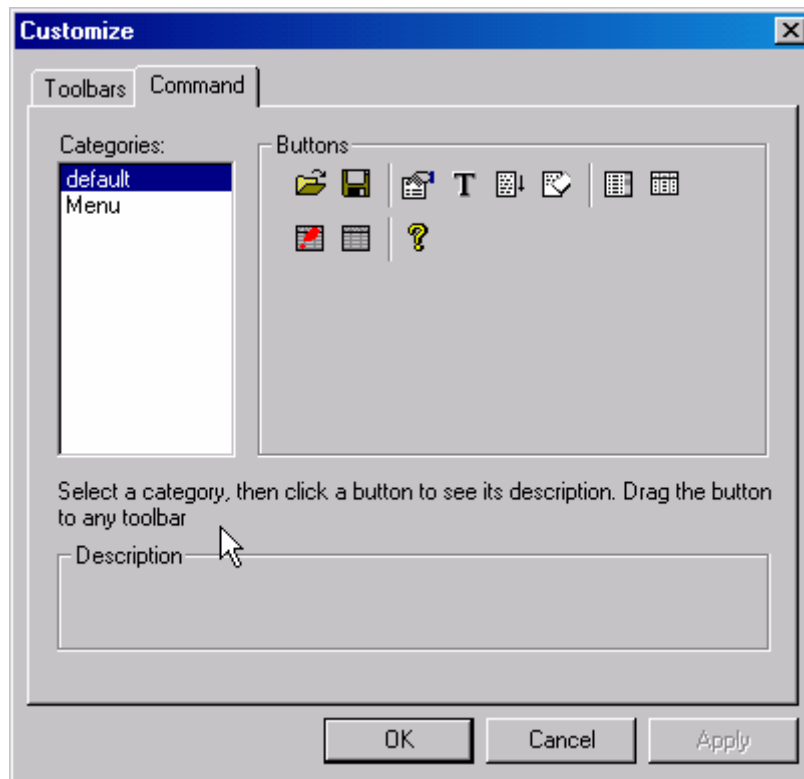 Customize
Toolbars
Command
Categories:
Buttons
default
Menu
T
?
Select a category, then click a button to see its description. Drag the button
to any toolbar
Description
OK
Cancel
Apply